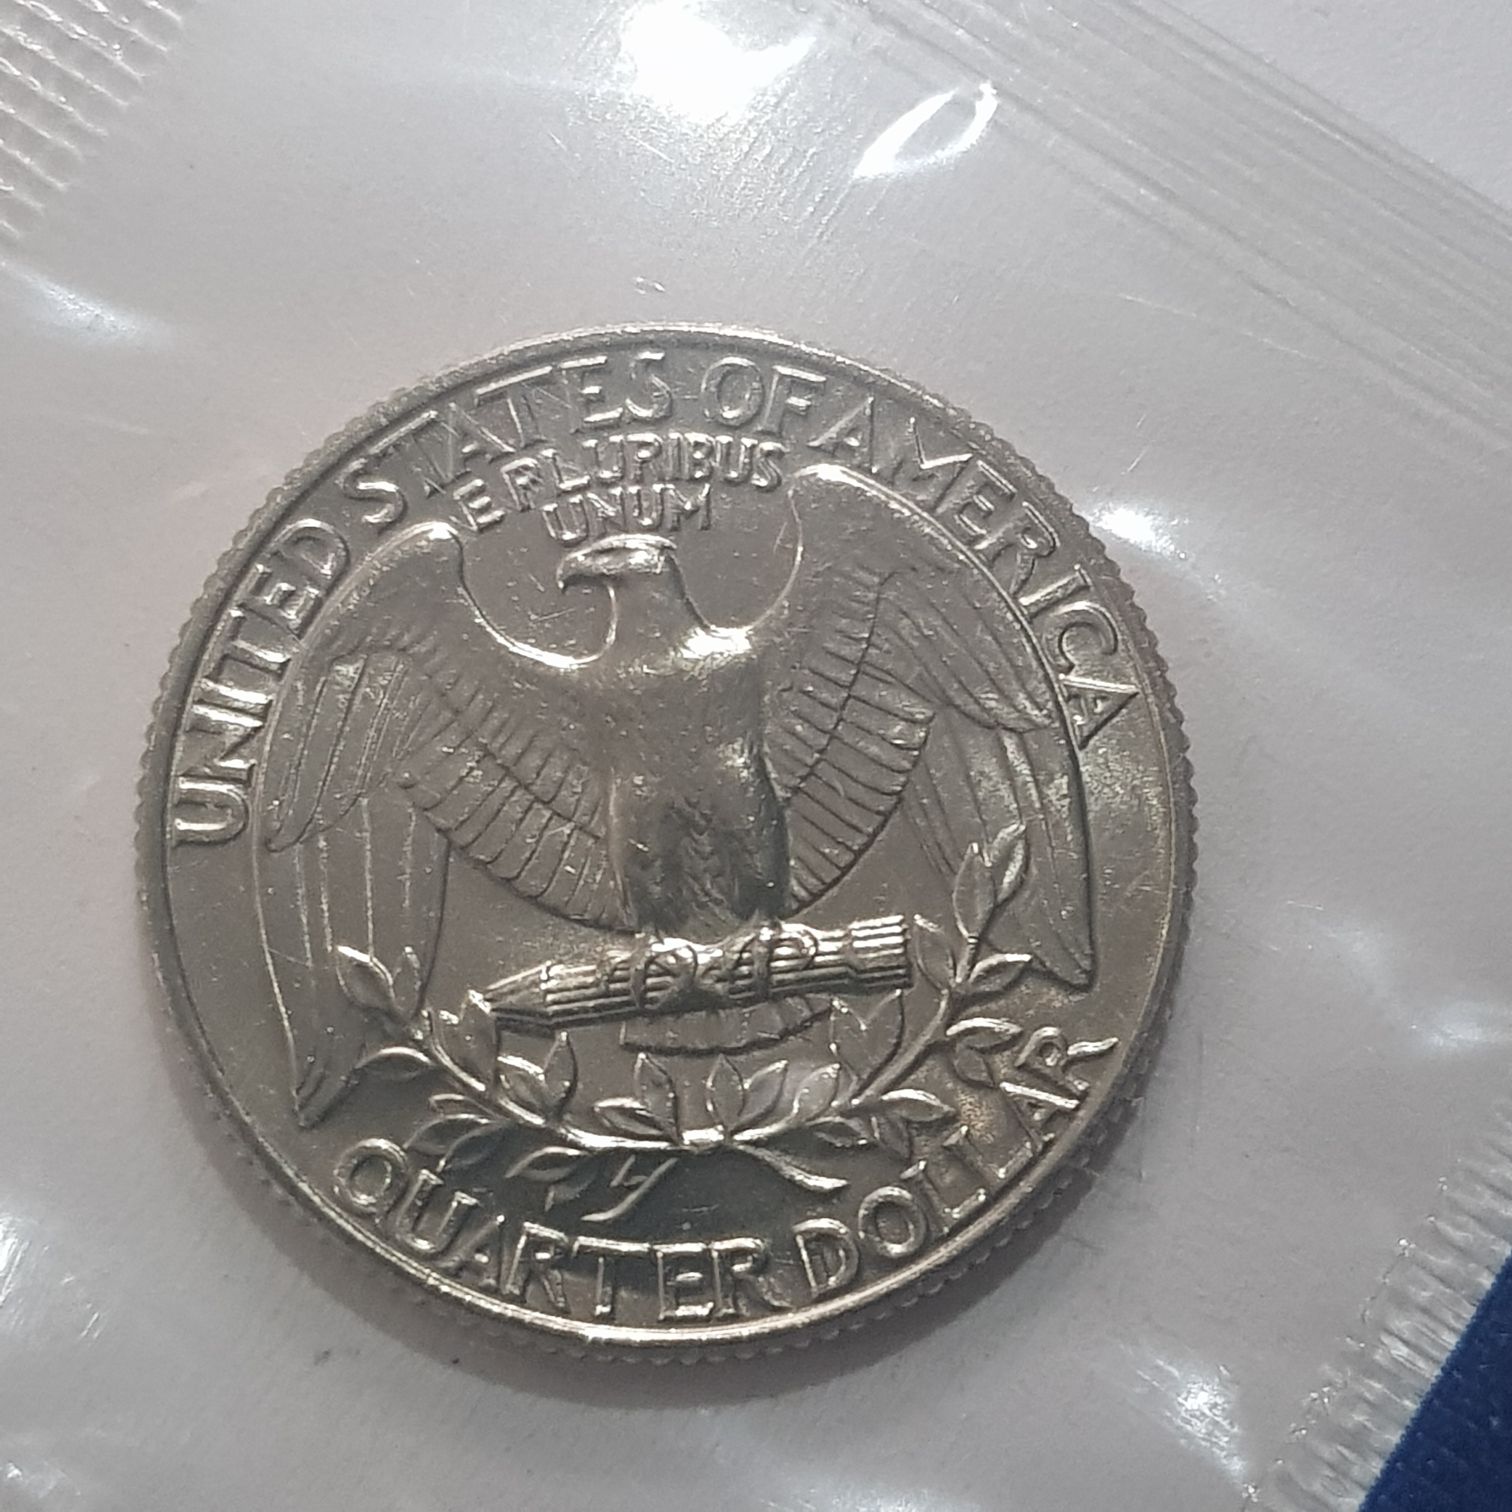 UNITED STATES OF AMERICA
E PLURIBUS
UNUM
QUARTER DOLLAR